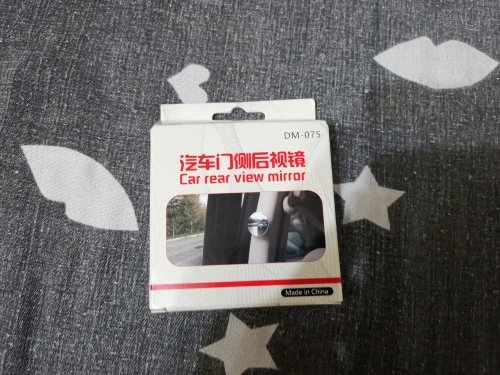 DM-075
汽车门侧后视镜
Car rear view mirror
Made in China